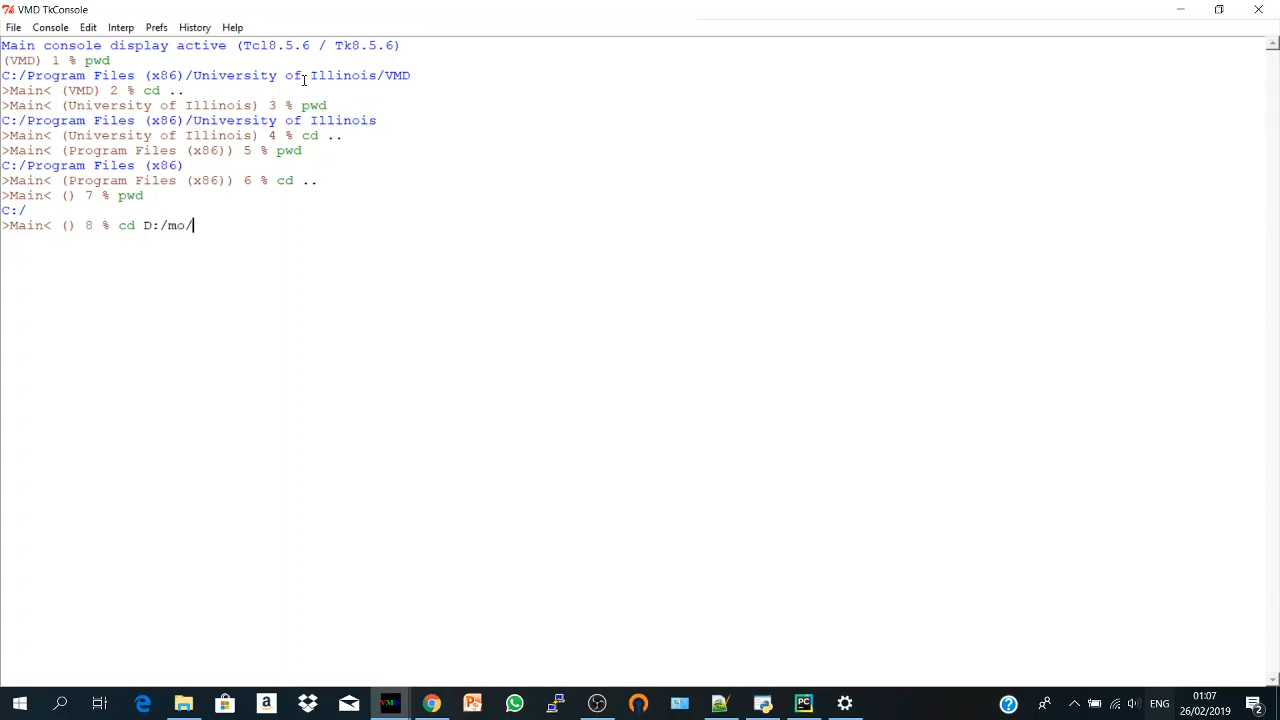 VMD TkConsole
File Console Edit Interp Prefs History Help
Main console display active (Tcl8.5.6 / Tk8.5.6)
(VMD) 1 % pwd
C:/Program Files (x86)/University of Illinois/VMD
>Main< (VMD) 2 % cd ..
>Main< (University of Illinois) 3 % pwd
C:/Program Files (x86)/University of Illinois
>Main< (University of Illinois) 4 % cd ..
>Main< (Program Files (x86)) 5 % pwd
C:/Program Files (x86)
>Main< (Program Files (x86)) 6 % cd ..
>Main< () 7 % pwd
C:/
>Main< () 8 % cd D:/mo/
ENG
01:07
26/02/2019